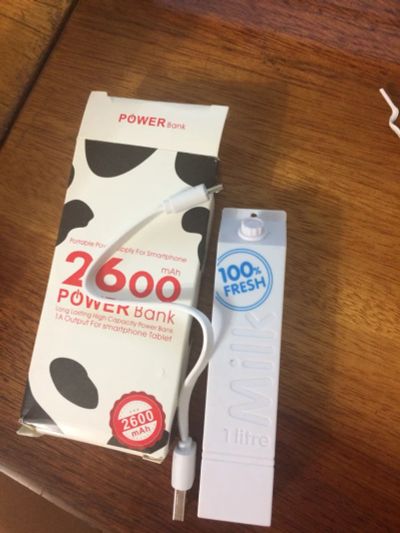 POWER Bank
Portable Power Supply For Smartphone
2600 mAh
POWER Bank
Long Lasting High Capacity Power Bank
1A Output For smartphone Tablet
2600
mAh
100%
FRESH
Milk
1 litre